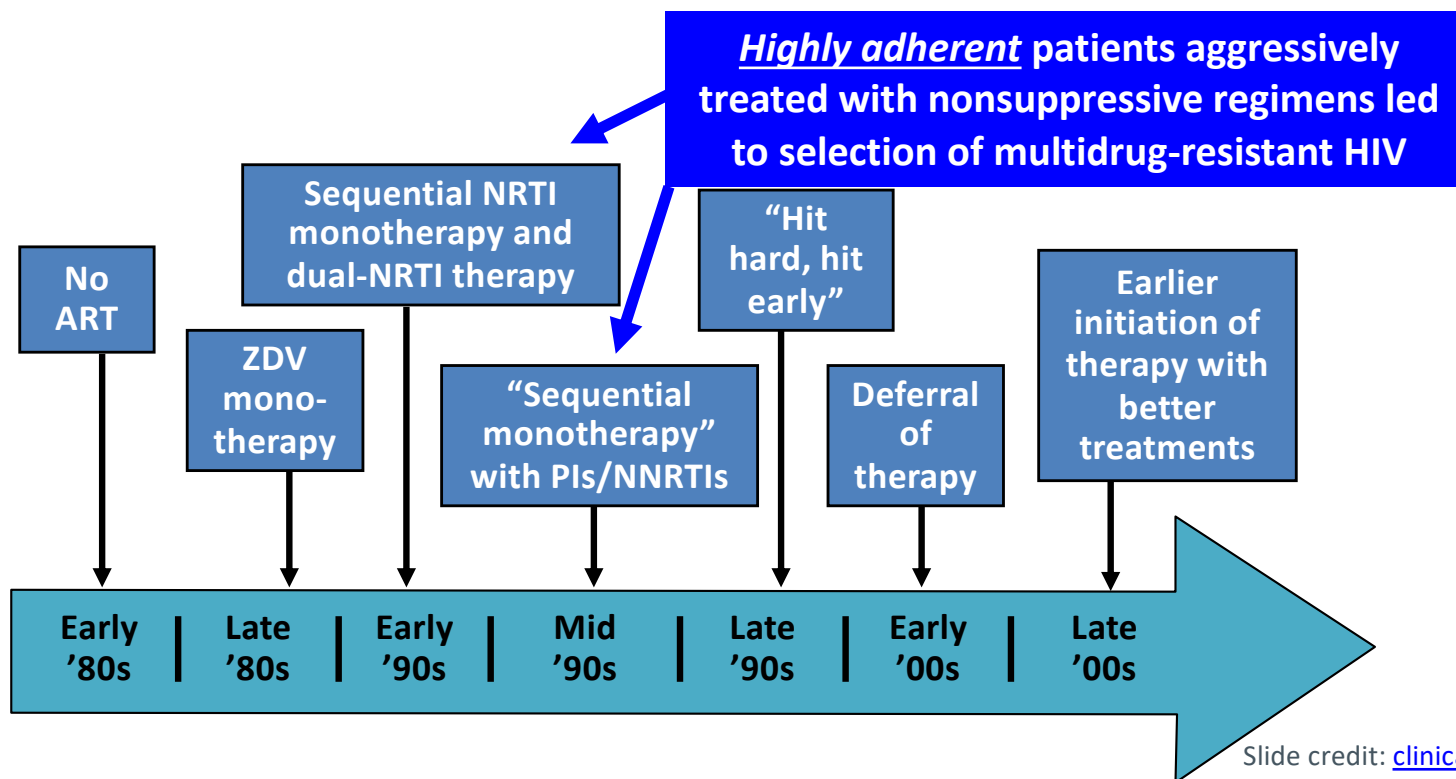 Highly adherent patients aggressively
treated with nonsuppressive regimens led
to selection of multidrug-resistant HIV
No
ART
ZDV
mono-
therapy
Sequential NRTI
monotherapy and
dual-NRTI therapy
“Sequential
monotherapy”
with PIs/NNRTIs
“Hit
hard, hit
early”
Deferral
of
therapy
Earlier
initiation of
therapy with
better
treatments
Early
’80s
Late
’80s
Early
’90s
Mid
’90s
Late
’90s
Early
’00s
Late
’00s
Slide credit: clinic